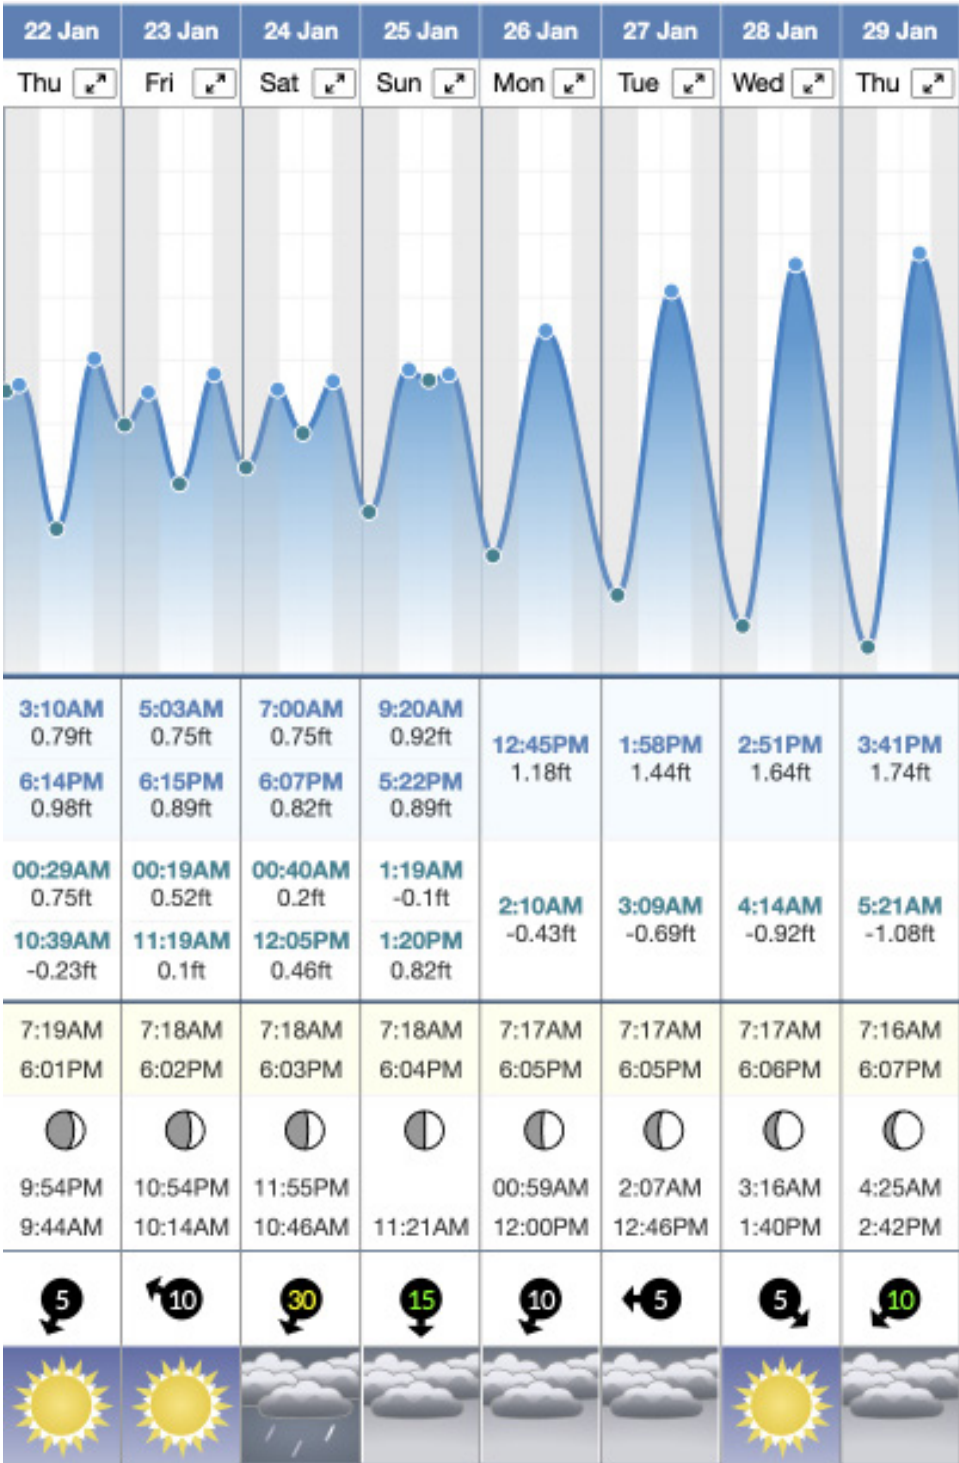 22 Jan 23 Jan 24 Jan 25 Jan 26 Jan 27 Jan 28 Jan 29 Jan
Thu Fri Sat Sun Mon Tue Wed Thu
3:10AM 5:03AM 7:00AM 9:20AM
0.79ft 0.75ft 0.75ft 0.92ft
12:45PM 1:58PM 2:51PM 3:41PM
1.18ft 1.44ft 1.64ft 1.74ft
6:14PM 6:15PM 6:07PM 5:22PM
0.98ft 0.89ft 0.82ft 0.89ft
00:29AM 00:19AM 00:40AM 1:19AM
0.75ft 0.52ft 0.2ft -0.1ft
2:10AM 3:09AM 4:14AM 5:21AM
-0.43ft -0.69ft -0.92ft -1.08ft
10:39AM 11:19AM 12:05PM 1:20PM
-0.23ft 0.1ft 0.46ft 0.82ft
7:19AM 7:18AM 7:18AM 7:18AM 7:17AM 7:17AM 7:17AM 7:16AM
6:01PM 6:02PM 6:03PM 6:04PM 6:05PM 6:05PM 6:06PM 6:07PM
9:54PM 10:54PM 11:55PM 00:59AM 2:07AM 3:16AM 4:25AM
9:44AM 10:14AM 10:46AM 11:21AM 12:00PM 12:46PM 1:40PM 2:42PM
5 10 30 15 10 5 5 10